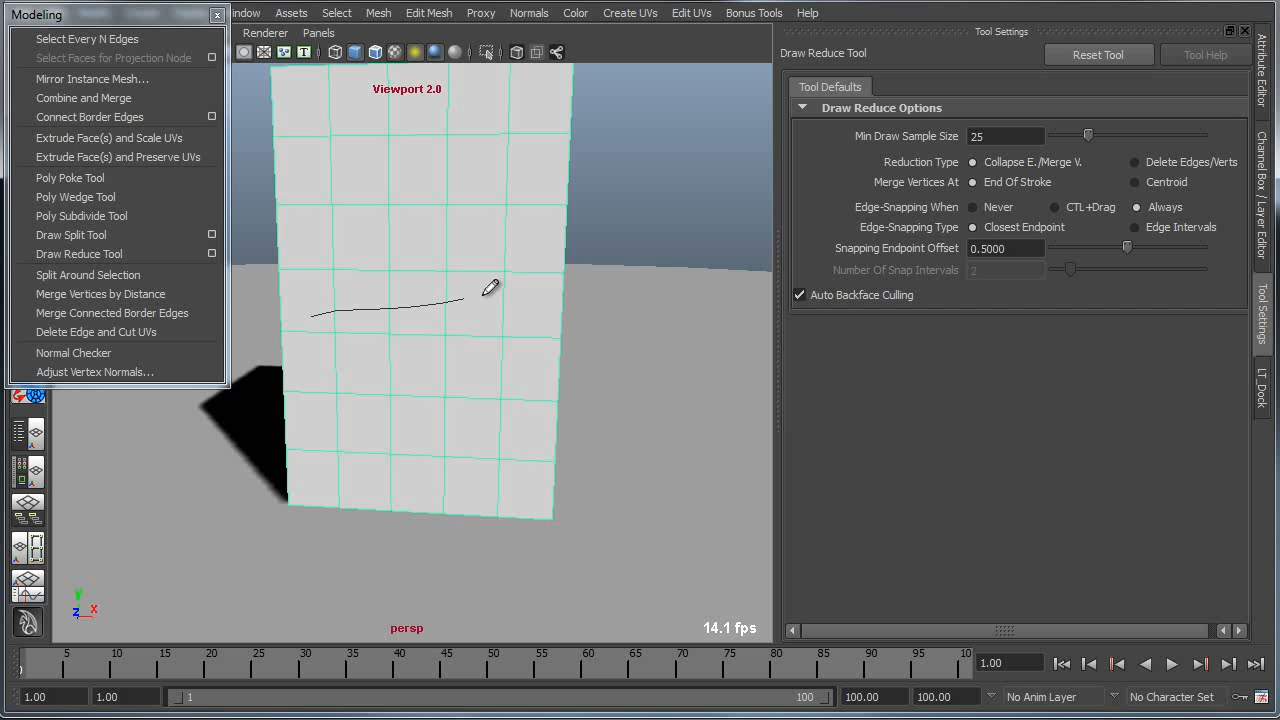 Modeling
Window Assets Select Mesh Edit Mesh Proxy Normals Color Create UVs Edit UVs Bonus Tools Help
Renderer Panels
Select Every N Edges
Select Faces for Projection Node
Mirror Instance Mesh...
Combine and Merge
Connect Border Edges
Extrude Face(s) and Scale UVs
Extrude Face(s) and Preserve UVs
Poly Poke Tool
Poly Wedge Tool
Poly Subdivide Tool
Draw Split Tool
Draw Reduce Tool
Split Around Selection
Merge Vertices by Distance
Merge Connected Border Edges
Delete Edge and Cut UVs
Normal Checker
Adjust Vertex Normals...
T
Viewport 2.0
y
z x
persp
14.1 fps
Tool Settings
Draw Reduce Tool Reset Tool Tool Help
Tool Defaults
Draw Reduce Options
Min Draw Sample Size 25
Reduction Type Collapse E./Merge V. Delete Edges/Verts
Merge Vertices At End Of Stroke Centroid
Edge-Snapping When Never CTL+Drag Always
Edge-Snapping Type Closest Endpoint Edge Intervals
Snapping Endpoint Offset 0.5000
Number Of Snap Intervals 2
Auto Backface Culling
Attribute Editor
Channel Box / Layer Editor
Tool Settings
LT_Dock
5 10 15 20 25 30 35 40 45 50 55 60 65 70 75 80 85 90 95 10
1.00
1.00 1.00 1 100 100.00 100.00 No Anim Layer No Character Set